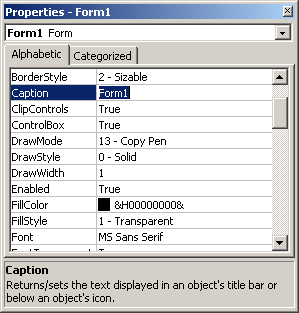 Properties - Form1
Form1 Form
Alphabetic Categorized
BorderStyle 2 - Sizable
Caption Form1
ClipControls True
ControlBox True
DrawMode 13 - Copy Pen
DrawStyle 0 - Solid
DrawWidth 1
Enabled True
FillColor &H00000000&
FillStyle 1 - Transparent
Font MS Sans Serif
Caption
Returns/sets the text displayed in an object's title bar or
below an object's icon.